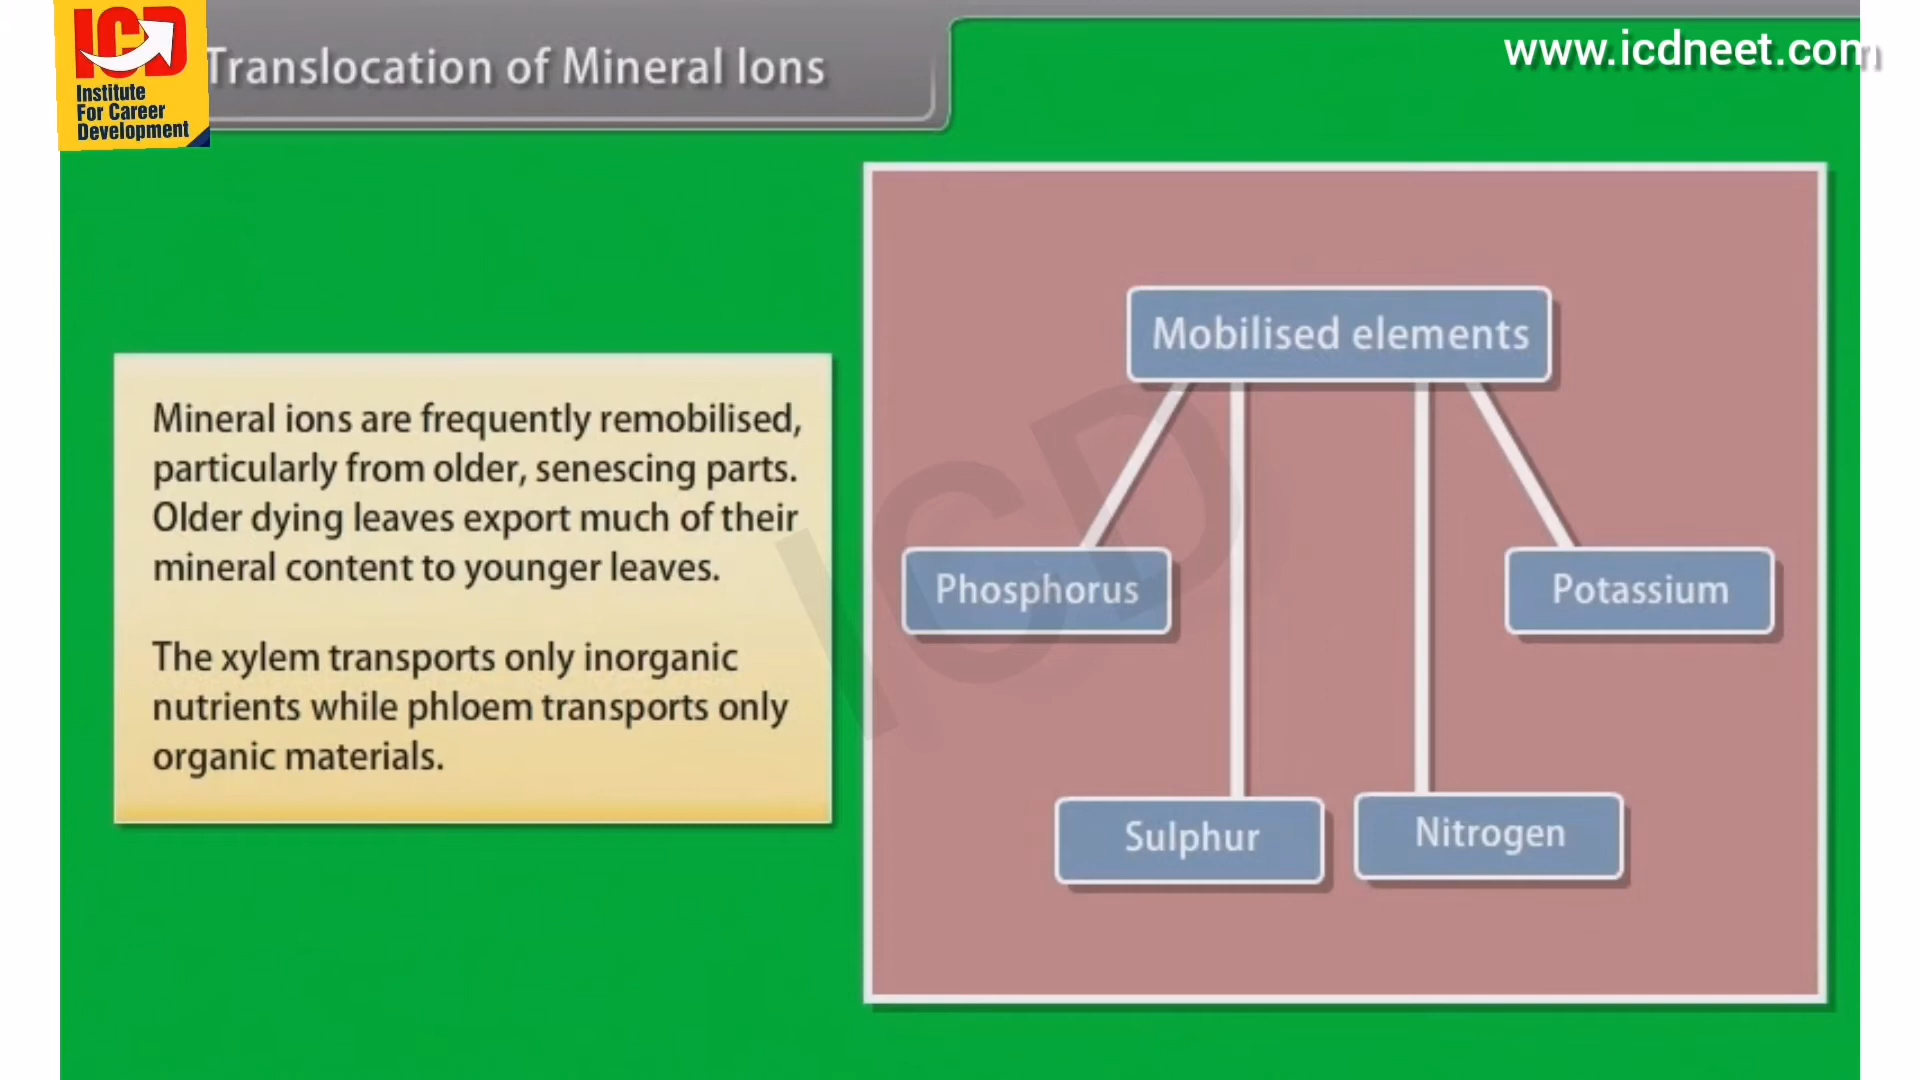 ICD
Institute
For Career
Development
Translocation of Mineral Ions
www.icdneet.com
Mineral ions are frequently remobilised,
particularly from older, senescing parts.
Older dying leaves export much of their
mineral content to younger leaves.
The xylem transports only inorganic
nutrients while phloem transports only
organic materials.
Mobilised elements
Phosphorus
Potassium
Sulphur
Nitrogen
ICD